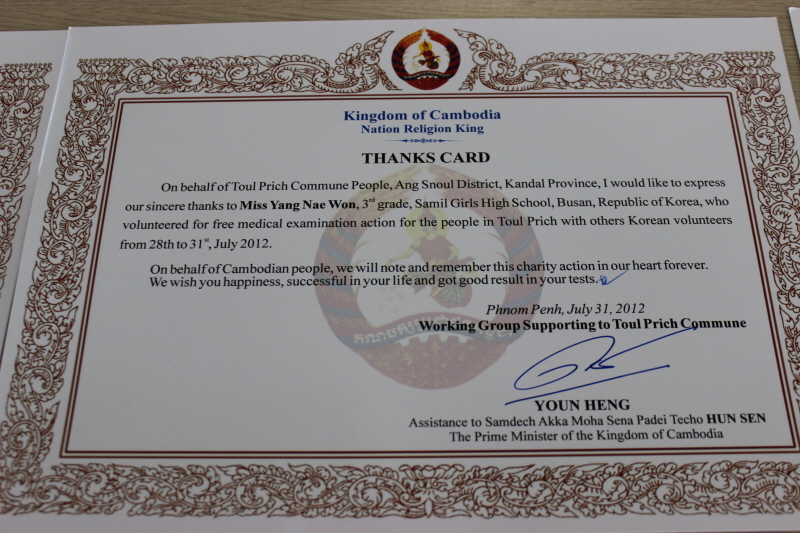 Kingdom of Cambodia
Nation Religion King
THANKS CARD
On behalf of Toul Prich Commune People, Ang Snoul District, Kandal Province, I would like to express
our sincere thanks to Miss Yang Nae Won, 3rd grade, Samil Girls High School, Busan, Republic of Korea, who
volunteered for free medical examination action for the people in Toul Prich with others Korean volunteers
from 28th to 31st, July 2012.
On behalf of Cambodian people, we will note and remember this charity action in our heart forever.
We wish you happiness, successful in your life and got good result in your tests.
Phnom Penh, July 31, 2012
Working Group Supporting to Toul Prich Commune
YOUN HENG
Assistance to Samdech Akka Moha Sena Padei Techo HUN SEN
The Prime Minister of the Kingdom of Cambodia